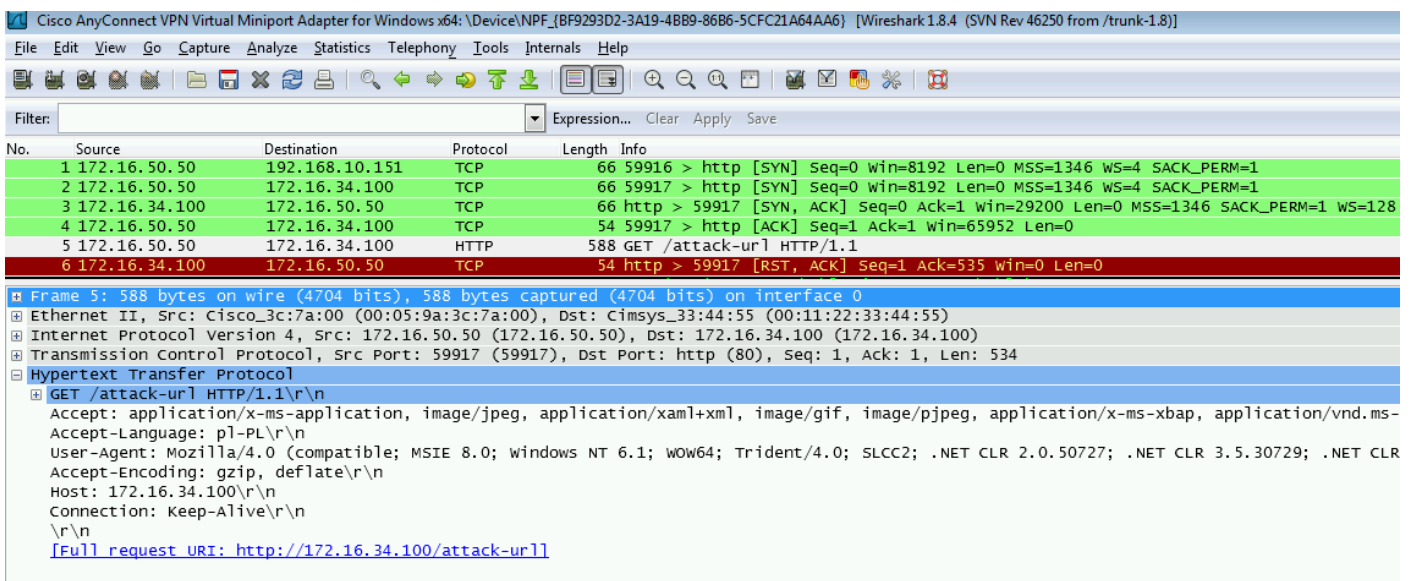 Cisco AnyConnect VPN Virtual Miniport Adapter for Windows x64: \Device\NPF_{BF9293D2-3A19-4BB9-86B6-5CFC21A64AA6} [Wireshark 1.8.4 (SVN Rev 46250 from /trunk-1.8)]
File Edit View Go Capture Analyze Statistics Telephony Tools Internals Help
Filter: Expression... Clear Apply Save
No. Source Destination Protocol Length Info
1 172.16.50.50 192.168.10.151 TCP 66 59916 > http [SYN] Seq=0 Win=8192 Len=0 MSS=1346 WS=4 SACK_PERM=1
2 172.16.50.50 172.16.34.100 TCP 66 59917 > http [SYN] Seq=0 Win=8192 Len=0 MSS=1346 WS=4 SACK_PERM=1
3 172.16.34.100 172.16.50.50 TCP 66 http > 59917 [SYN, ACK] Seq=0 Ack=1 Win=29200 Len=0 MSS=1346 SACK_PERM=1 WS=128
4 172.16.50.50 172.16.34.100 TCP 54 59917 > http [ACK] Seq=1 Ack=1 Win=65952 Len=0
5 172.16.50.50 172.16.34.100 HTTP 588 GET /attack-url HTTP/1.1
6 172.16.34.100 172.16.50.50 TCP 54 http > 59917 [RST, ACK] Seq=1 Ack=535 Win=0 Len=0
Frame 5: 588 bytes on wire (4704 bits), 588 bytes captured (4704 bits) on interface 0
Ethernet II, Src: Cisco_3c:7a:00 (00:05:9a:3c:7a:00), Dst: Cimsys_33:44:55 (00:11:22:33:44:55)
Internet Protocol Version 4, Src: 172.16.50.50 (172.16.50.50), Dst: 172.16.34.100 (172.16.34.100)
Transmission Control Protocol, Src Port: 59917 (59917), Dst Port: http (80), Seq: 1, Ack: 1, Len: 534
Hypertext Transfer Protocol
GET /attack-url HTTP/1.1\r\n
Accept: application/x-ms-application, image/jpeg, application/xaml+xml, image/gif, image/pjpeg, application/x-ms-xbap, application/vnd.ms-
Accept-Language: pl-PL\r\n
User-Agent: Mozilla/4.0 (compatible; MSIE 8.0; Windows NT 6.1; WOW64; Trident/4.0; SLCC2; .NET CLR 2.0.50727; .NET CLR 3.5.30729; .NET CLR
Accept-Encoding: gzip, deflate\r\n
Host: 172.16.34.100\r\n
Connection: Keep-Alive\r\n
\r\n
[Full request URI: http://172.16.34.100/attack-url]